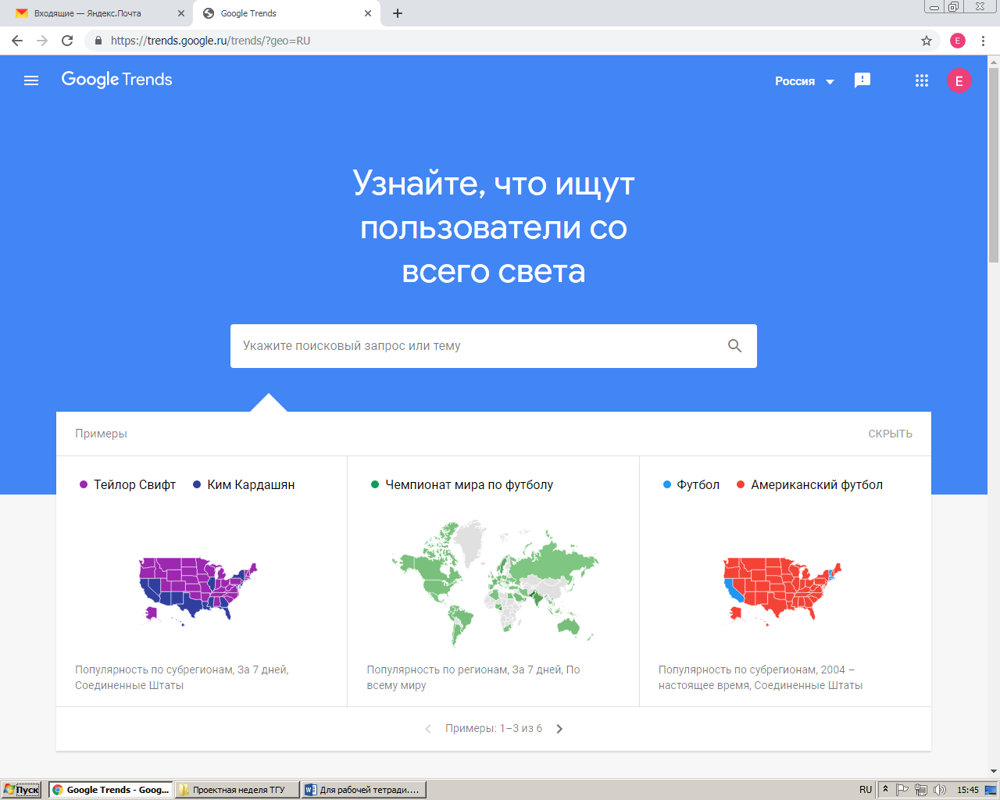 Входящие — Яндекс.Почта
Google Trends
https://trends.google.ru/trends/?geo=RU
E
Google Trends
Россия
E
Узнайте, что ищут
пользователи со
всего света
Укажите поисковый запрос или тему
Примеры
СКРЫТЬ
Тейлор Свифт
Ким Кардашян
Чемпионат мира по футболу
Футбол
Американский футбол
Популярность по субрегионам, За 7 дней,
Соединенные Штаты
Популярность по регионам, За 7 дней, По
всему миру
Популярность по субрегионам, 2004 –
настоящее время, Соединенные Штаты
Примеры: 1–3 из 6
Пуск
Google Trends - Goog...
Проектная неделя ТГУ
Для рабочей тетради....
RU
15:45